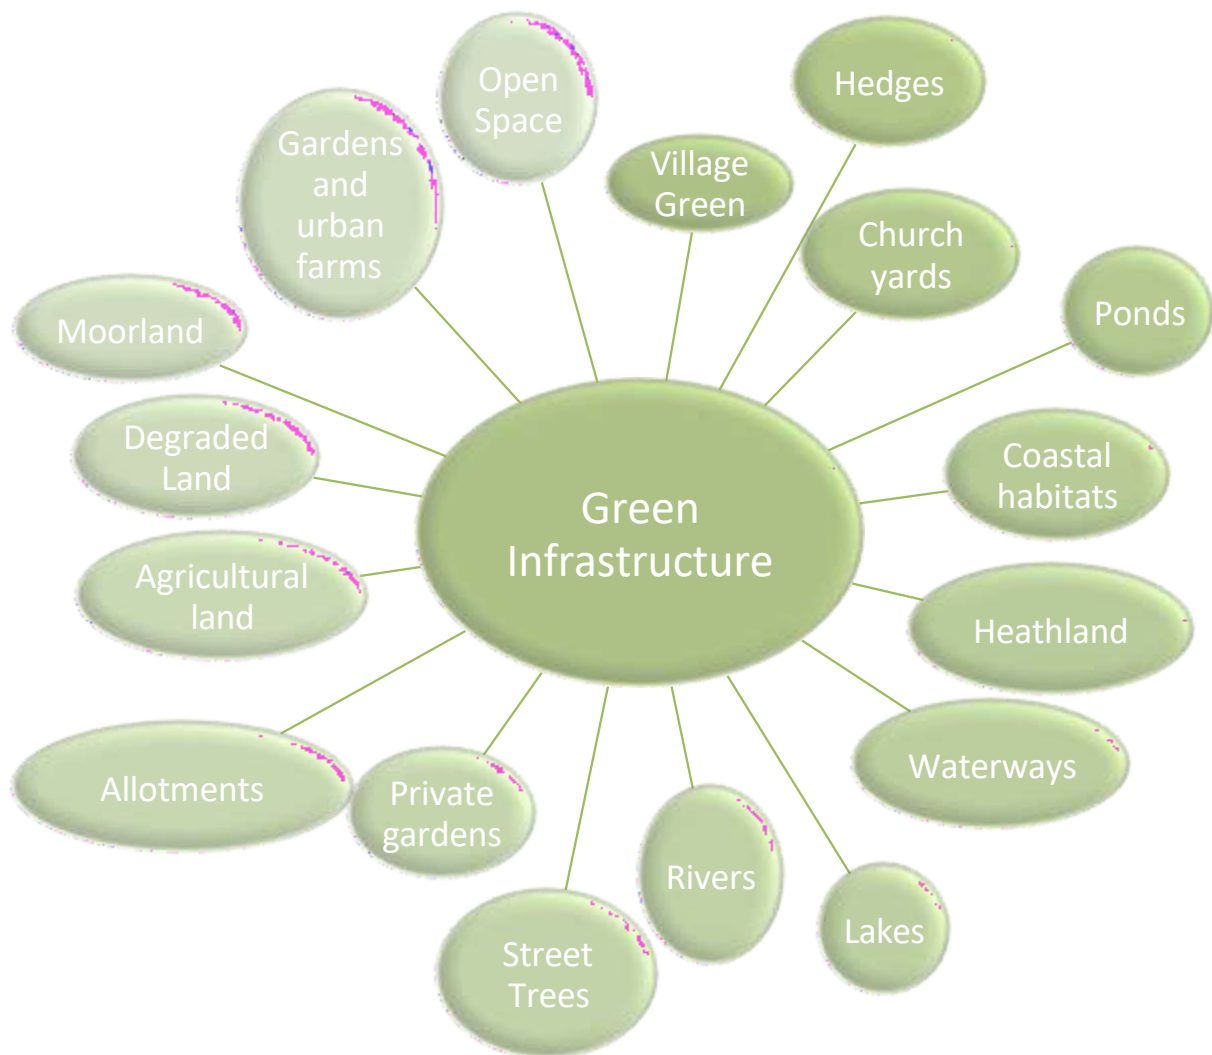 Open
Space
Hedges
Gardens
and
urban
farms
Village
Green
Church
yards
Ponds
Moorland
Degraded
Land
Coastal
habitats
Green
Infrastructure
Agricultural
land
Heathland
Waterways
Allotments
Private
gardens
Rivers
Lakes
Street
Trees